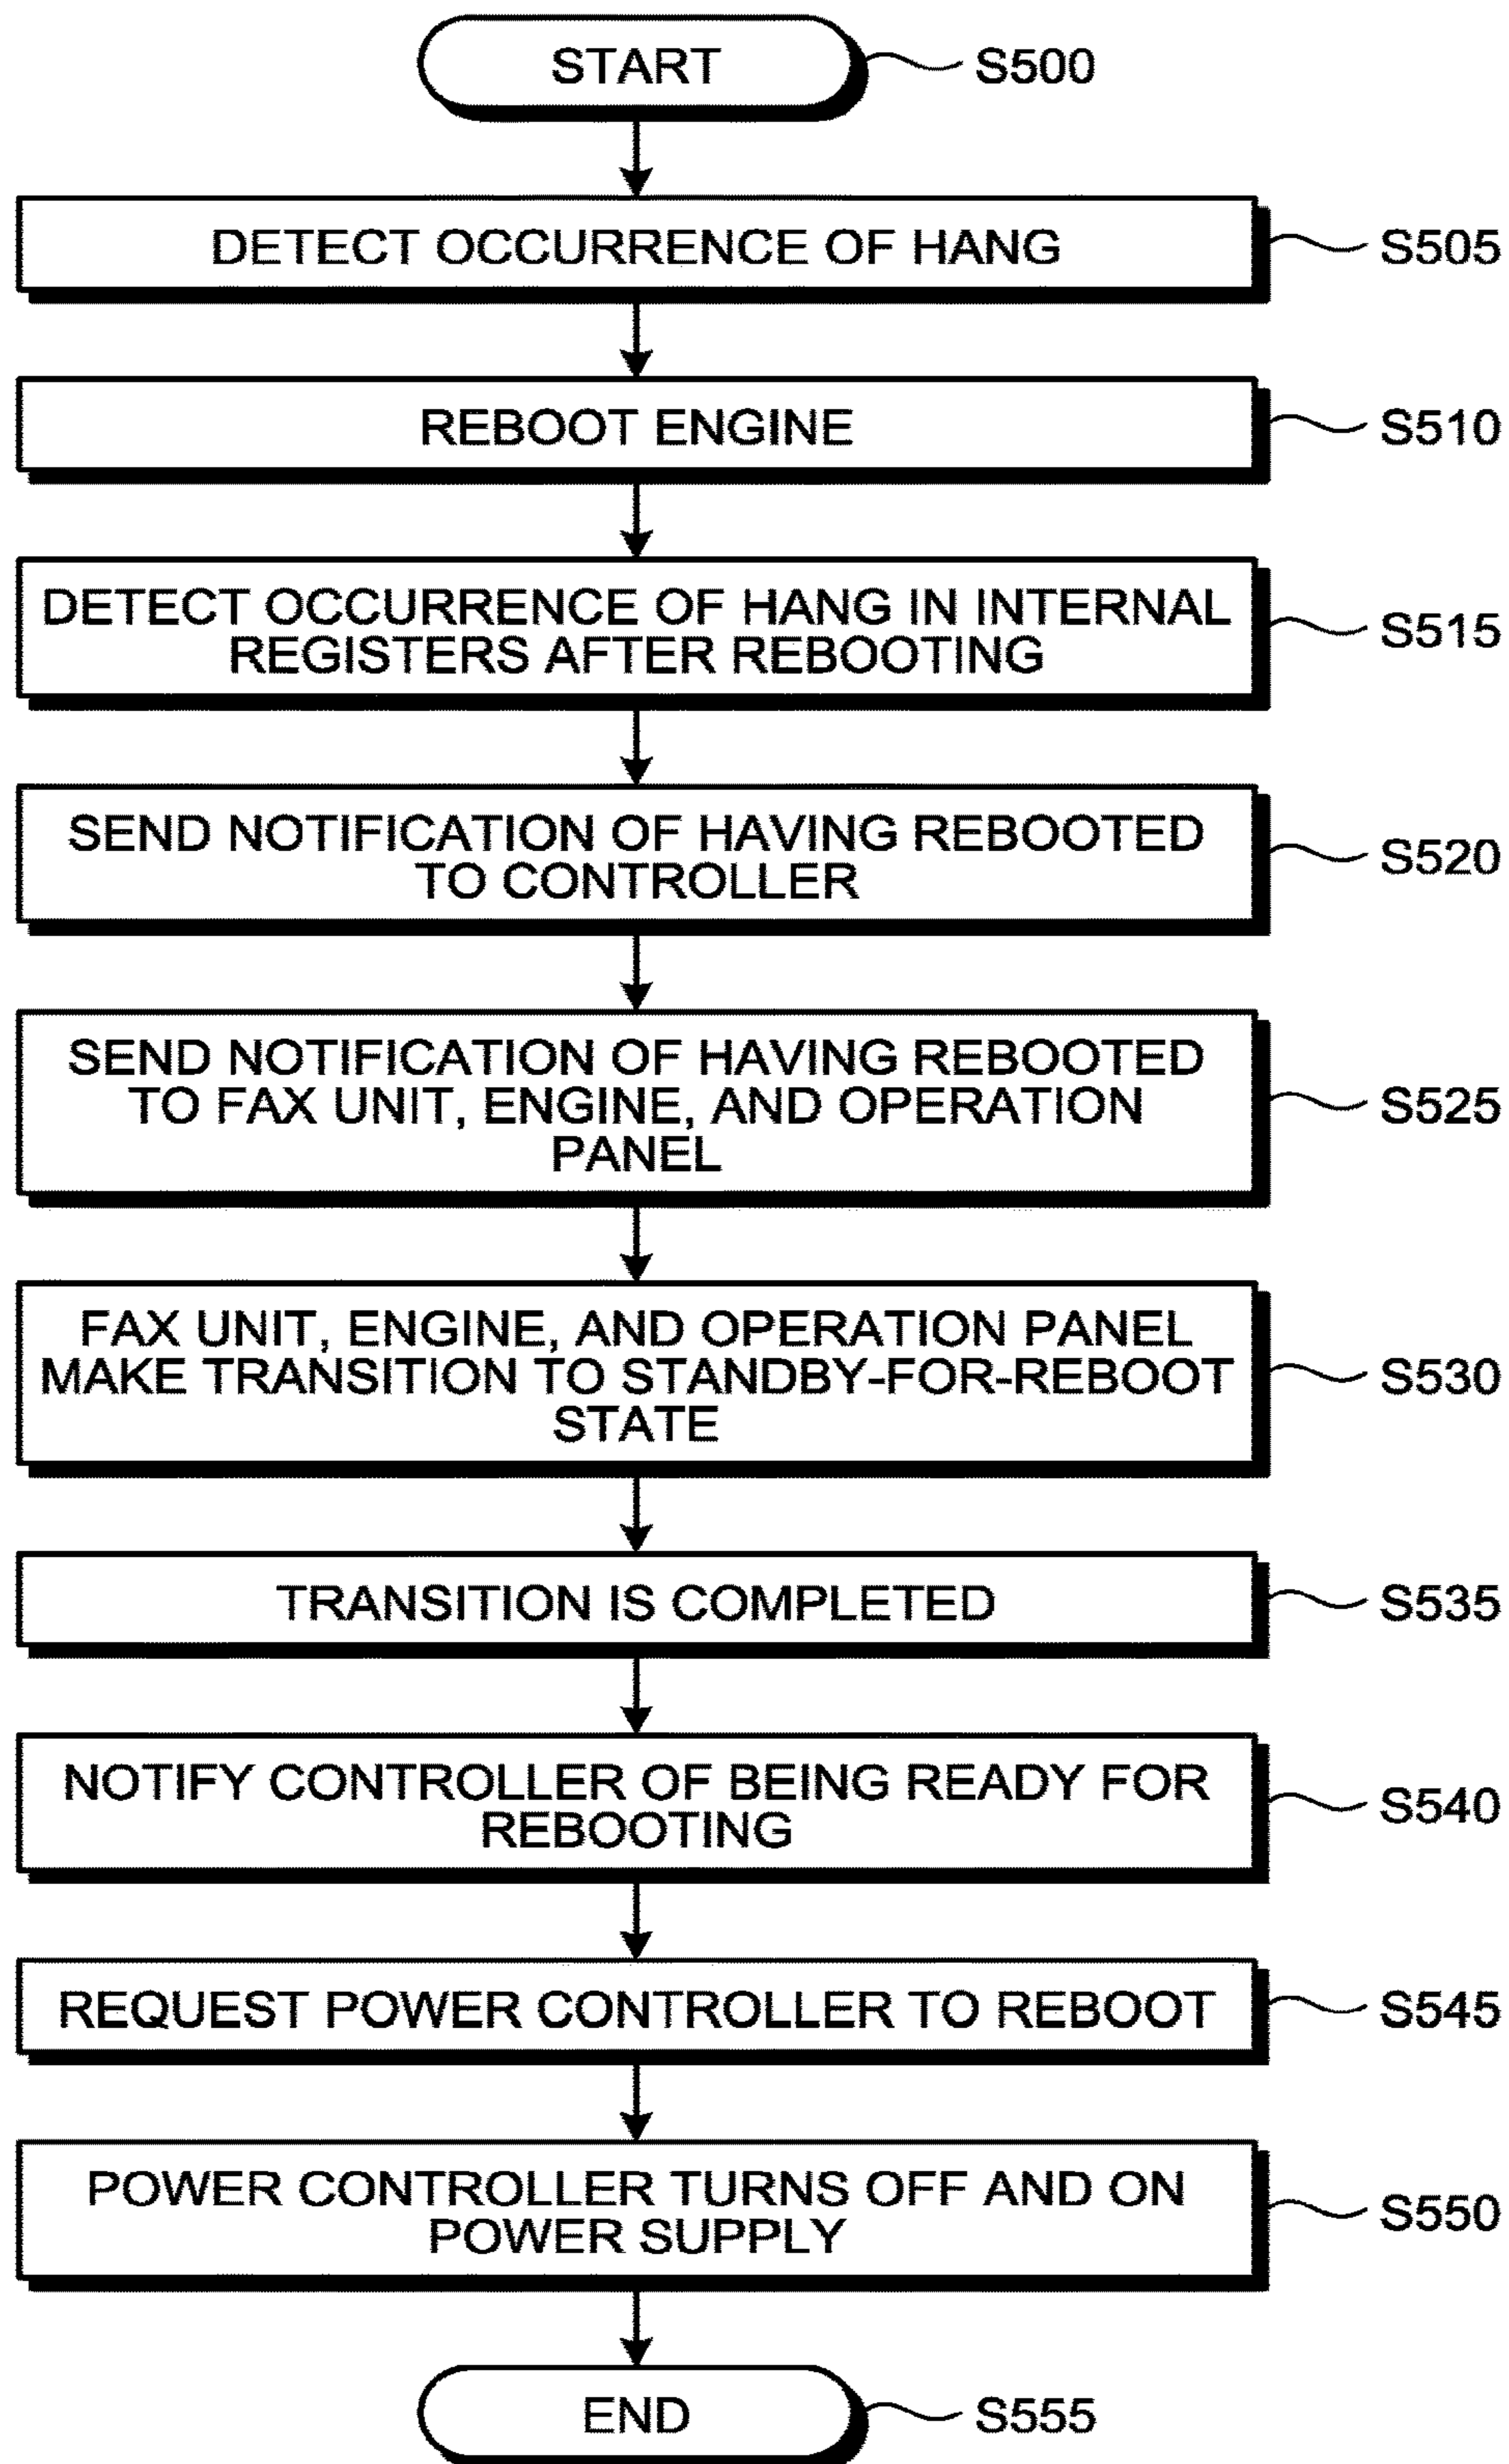 START
S500
DETECT OCCURRENCE OF HANG
S505
REBOOT ENGINE
S510
DETECT OCCURRENCE OF HANG IN INTERNAL
REGISTERS AFTER REBOOTING
S515
SEND NOTIFICATION OF HAVING REBOOTED
TO CONTROLLER
S520
SEND NOTIFICATION OF HAVING REBOOTED
TO FAX UNIT, ENGINE, AND OPERATION
PANEL
S525
FAX UNIT, ENGINE, AND OPERATION PANEL
MAKE TRANSITION TO STANDBY-FOR-REBOOT
STATE
S530
TRANSITION IS COMPLETED
S535
NOTIFY CONTROLLER OF BEING READY FOR
REBOOTING
S540
REQUEST POWER CONTROLLER TO REBOOT
S545
POWER CONTROLLER TURNS OFF AND ON
POWER SUPPLY
S550
END
S555